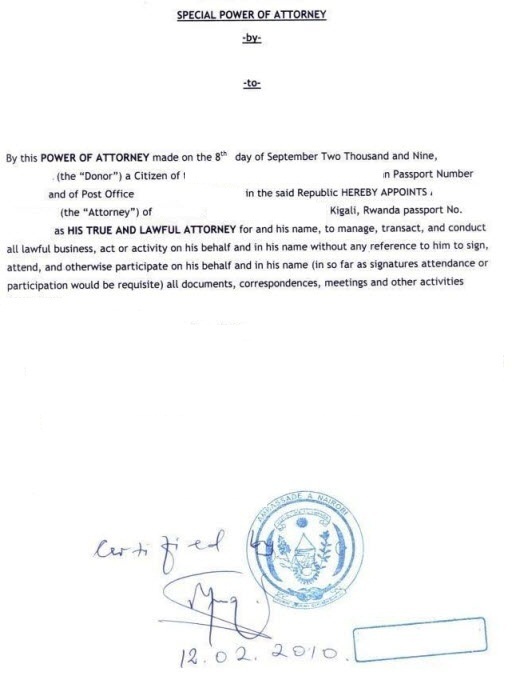 SPECIAL POWER OF ATTORNEY
-by-
-to-
By this POWER OF ATTORNEY made on the 8th day of September Two Thousand and Nine,
(the “Donor”) a Citizen of Passport Number
and of Post Office in the said Republic HEREBY APPOINTS
(the “Attorney”) of Kigali, Rwanda passport No.
as HIS TRUE AND LAWFUL ATTORNEY for and his name, to manage, transact, and conduct
all lawful business, act or activity on his behalf and in his name without any reference to him to sign,
attend, and otherwise participate on his behalf and in his name (in so far as signatures attendance or
participation would be requisite) all documents, correspondences, meetings and other activities
AMBASSADE A NAIROBI
Certified by
12.02.2010.